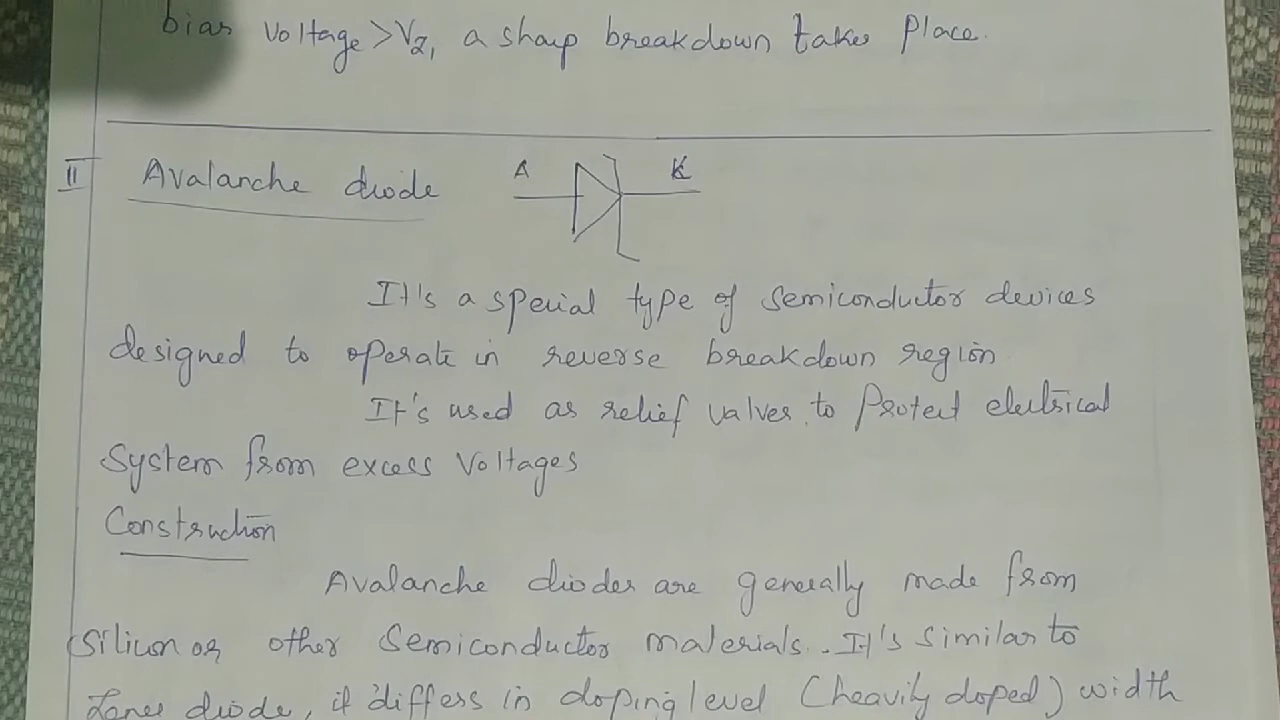 bias voltage > Vz, a sharp breakdown takes place.
II Avalanche diode A K
It's a special type of semiconductor devices
designed to operate in reverse breakdown region
It's used as relief valves, to protect electrical
System from excess voltages
Construction
Avalanche diodes are generally made from
silicon or other semiconductor materials. It's similar to
Zener diode, it differs in doping level (heavily doped) width